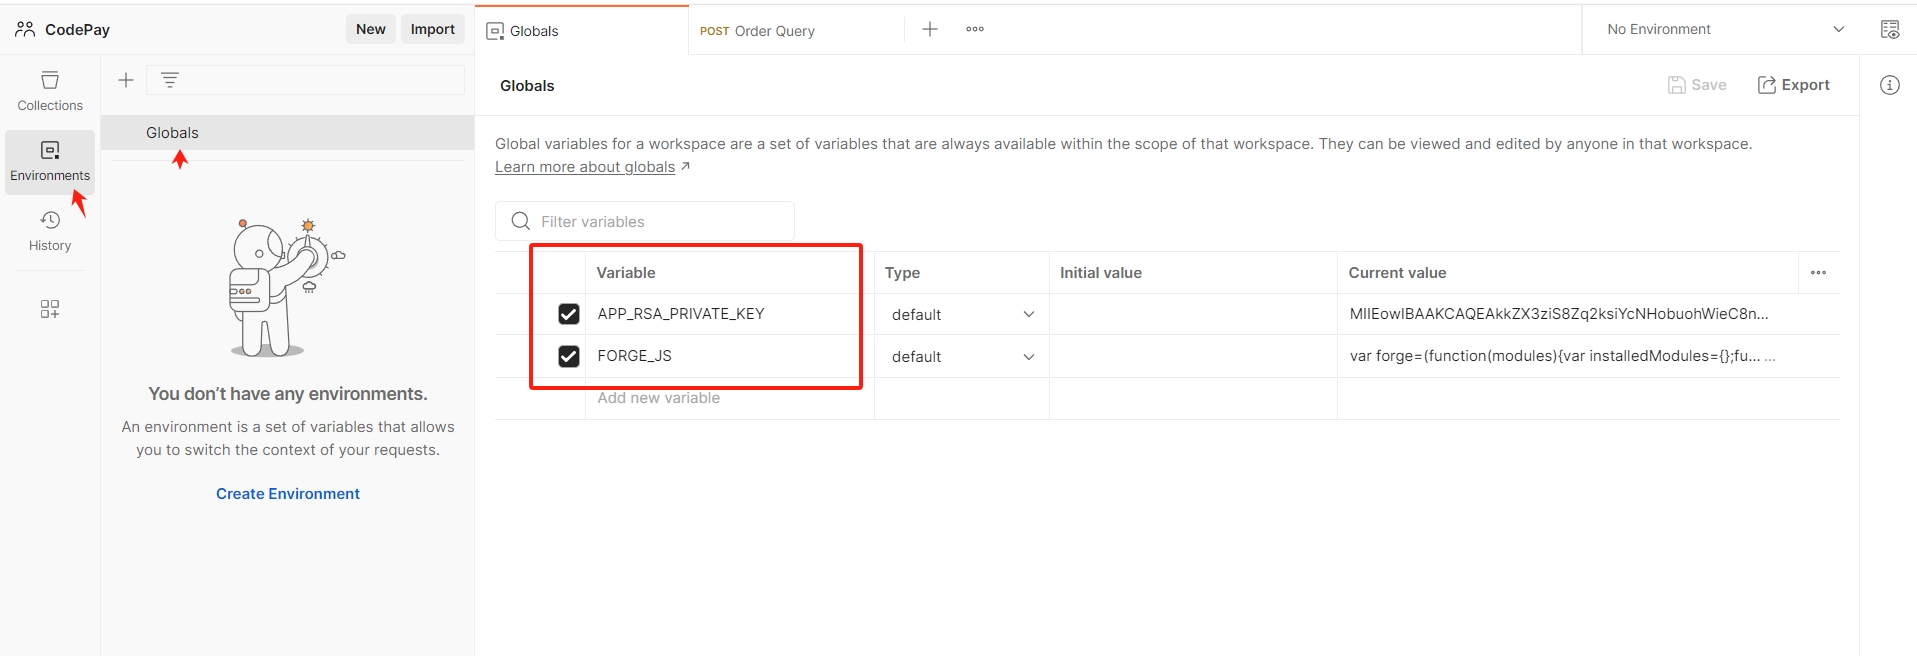 CodePay
New
Import
Globals
POST Order Query
No Environment
Collections
Environments
History
Globals
You don't have any environments.
An environment is a set of variables that allows
you to switch the context of your requests.
Create Environment
Globals
Save
Export
Global variables for a workspace are a set of variables that are always available within the scope of that workspace. They can be viewed and edited by anyone in that workspace.
Learn more about globals ↗
Filter variables
Variable Type Initial value Current value
APP_RSA_PRIVATE_KEY default MIIEowIBAAKCAQEAkkZX3ziS8Zq2ksiYcNHobuohWieC8n...
FORGE_JS default var forge=(function(modules){var installedModules={};fu... ...
Add new variable